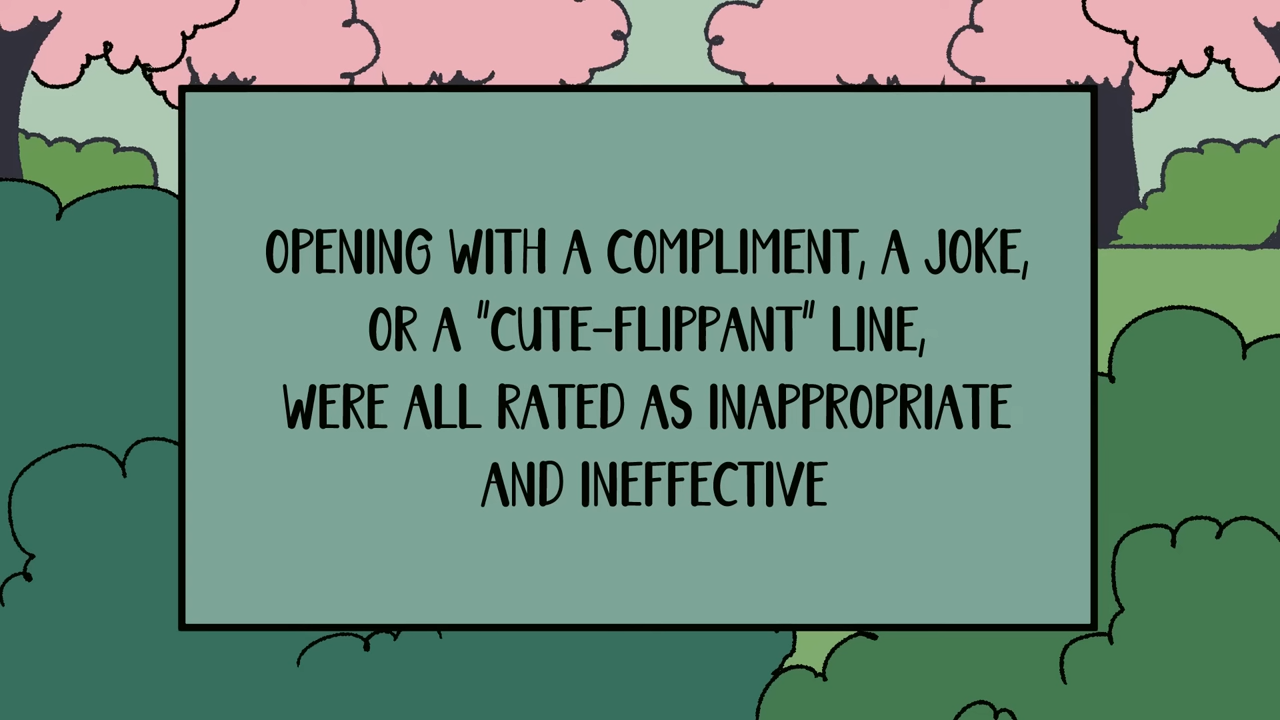 OPENING WITH A COMPLIMENT, A JOKE,
OR A "CUTE-FLIPPANT" LINE,
WERE ALL RATED AS INAPPROPRIATE
AND INEFFECTIVE